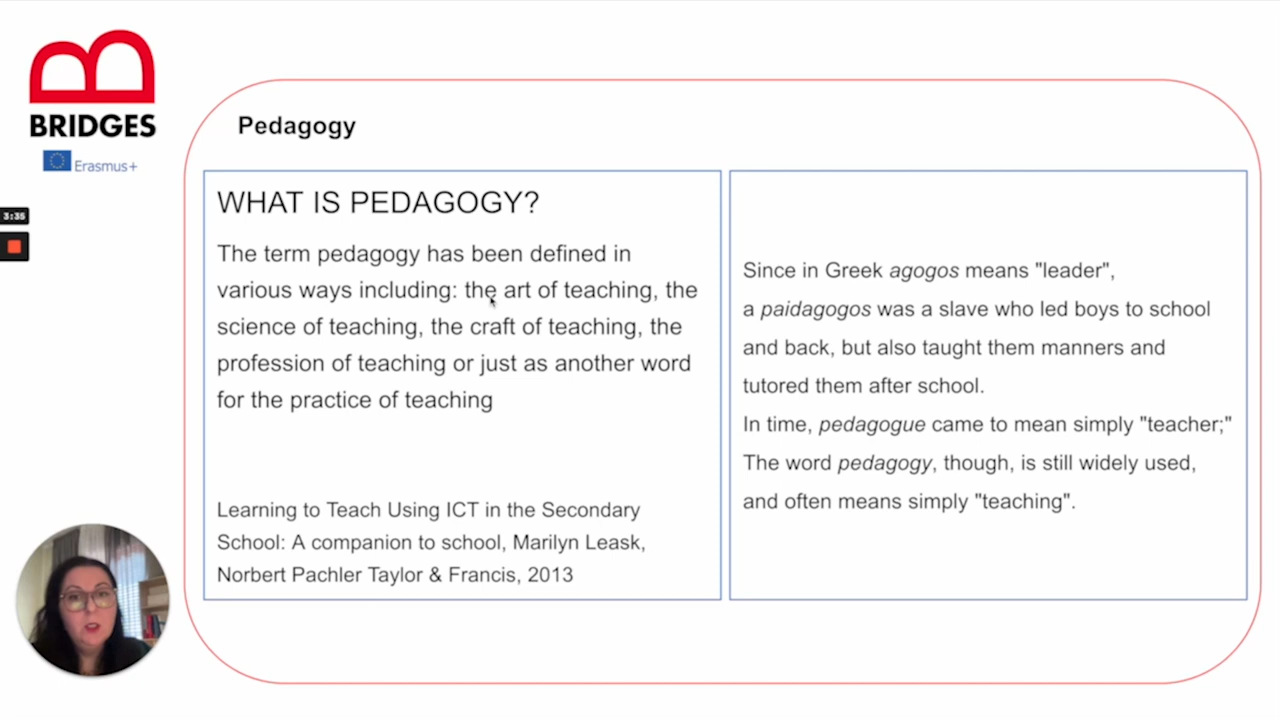 BRIDGES
Erasmus+
3:35
Pedagogy
WHAT IS PEDAGOGY?
The term pedagogy has been defined in
various ways including: the art of teaching, the
science of teaching, the craft of teaching, the
profession of teaching or just as another word
for the practice of teaching
Learning to Teach Using ICT in the Secondary
School: A companion to school, Marilyn Leask,
Norbert Pachler Taylor & Francis, 2013
Since in Greek agogos means "leader",
a paidagogos was a slave who led boys to school
and back, but also taught them manners and
tutored them after school.
In time, pedagogue came to mean simply "teacher;"
The word pedagogy, though, is still widely used,
and often means simply "teaching".